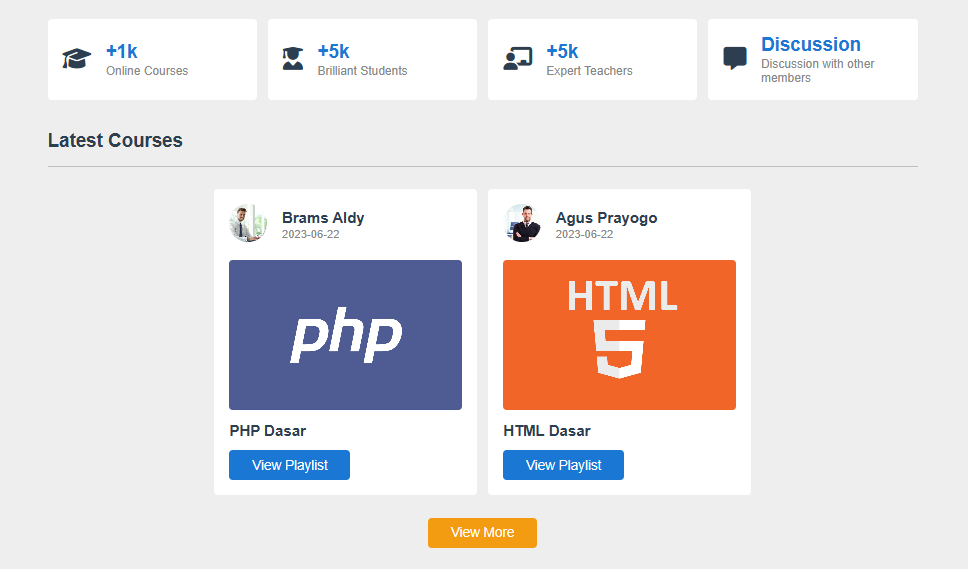 +1k
Online Courses
+5k
Brilliant Students
+5k
Expert Teachers
Discussion
Discussion with other
members
Latest Courses
Brams Aldy
2023-06-22
php
PHP Dasar
View Playlist
Agus Prayogo
2023-06-22
HTML
5
HTML Dasar
View Playlist
View More